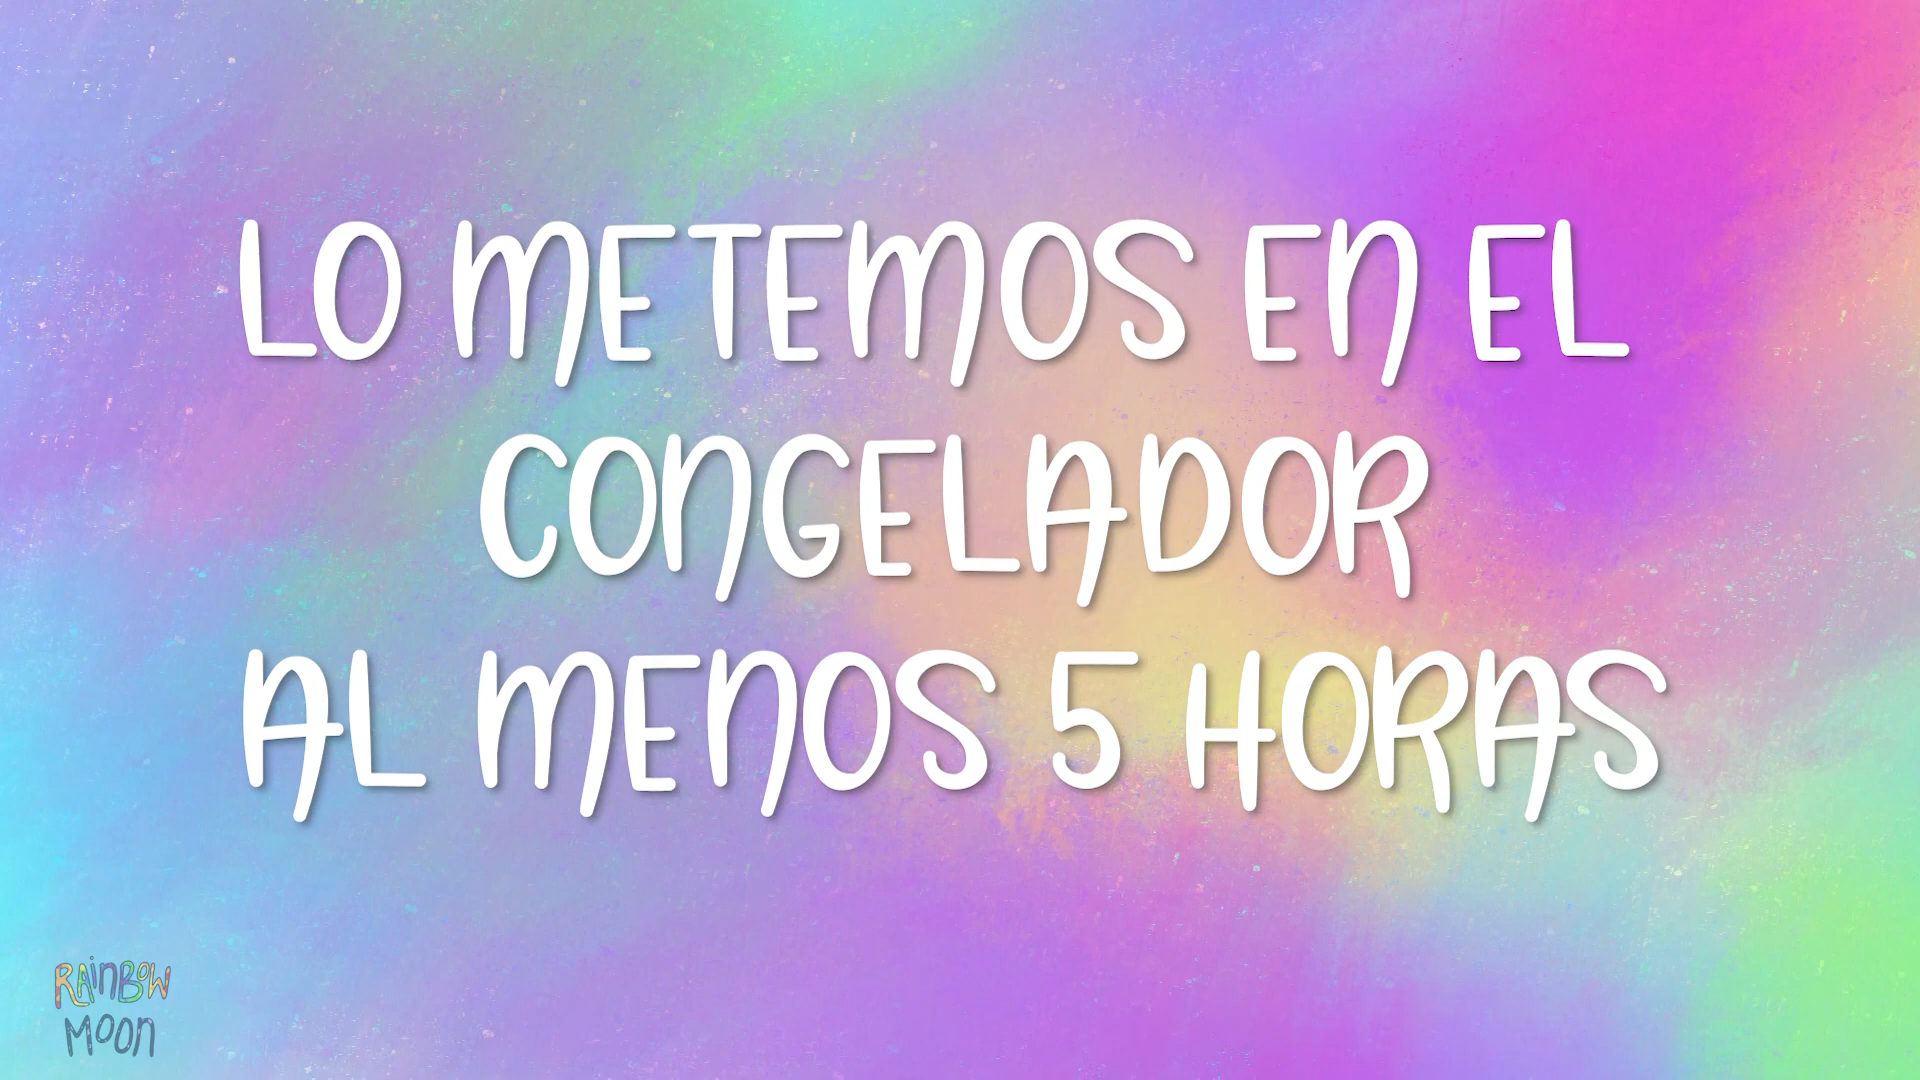 LO METEMOS EN EL
CONGELADOR
AL MENOS 5 HORAS
RAINBOW
MOON